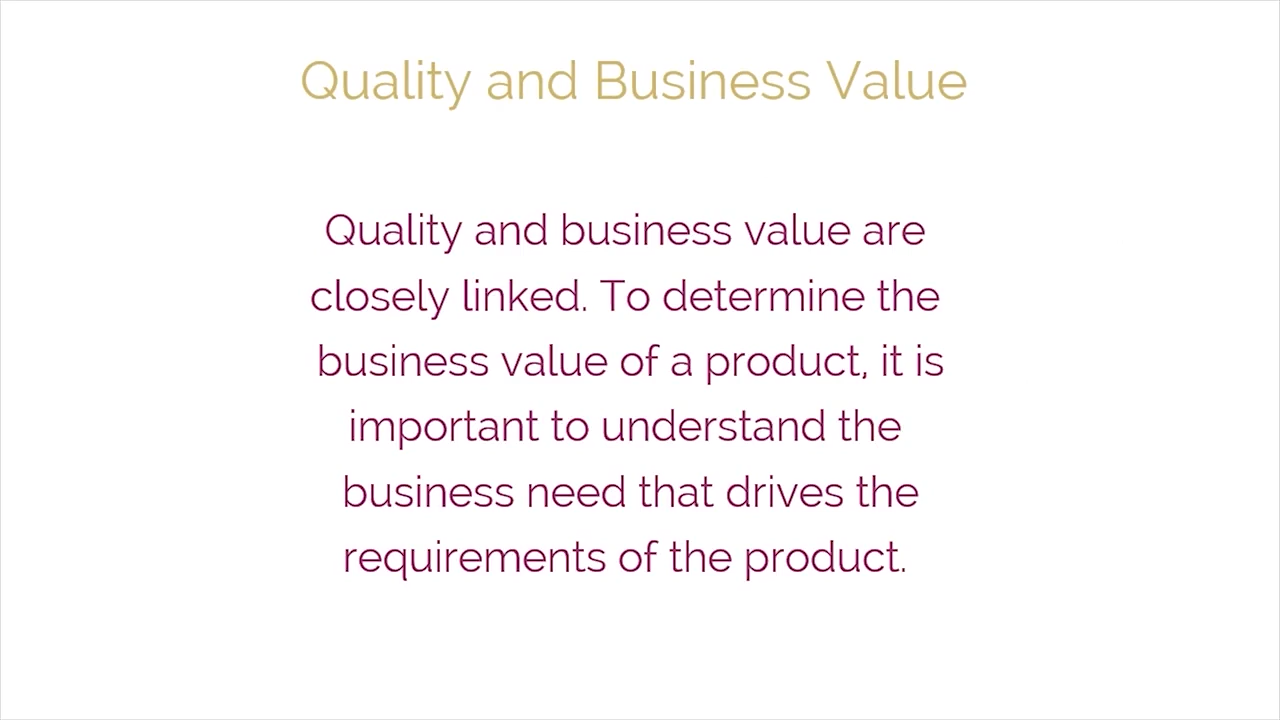 Quality and Business Value
Quality and business value are
closely linked. To determine the
business value of a product, it is
important to understand the
business need that drives the
requirements of the product.